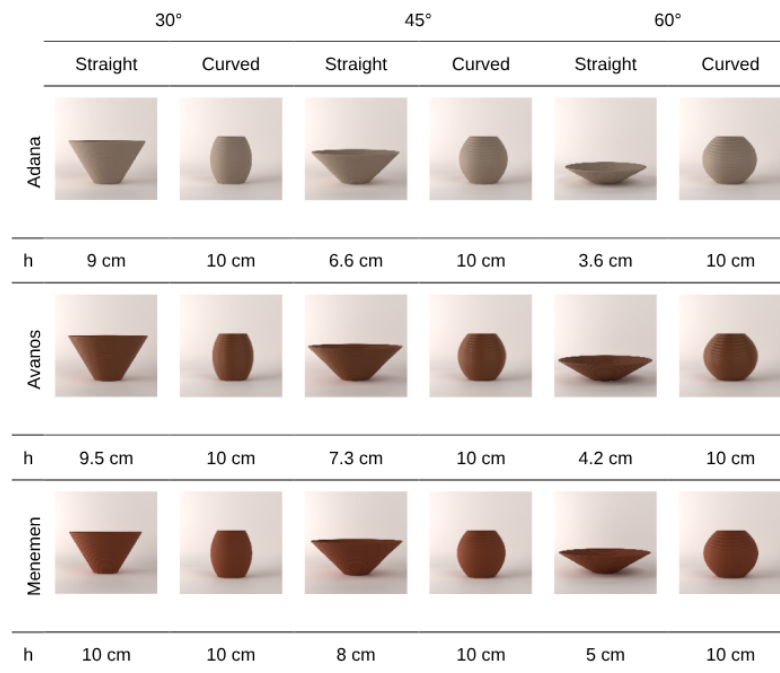 30° 45° 60°
Straight Curved Straight Curved Straight Curved
Adana
h 9 cm 10 cm 6.6 cm 10 cm 3.6 cm 10 cm
Avanos
h 9.5 cm 10 cm 7.3 cm 10 cm 4.2 cm 10 cm
Menemen
h 10 cm 10 cm 8 cm 10 cm 5 cm 10 cm